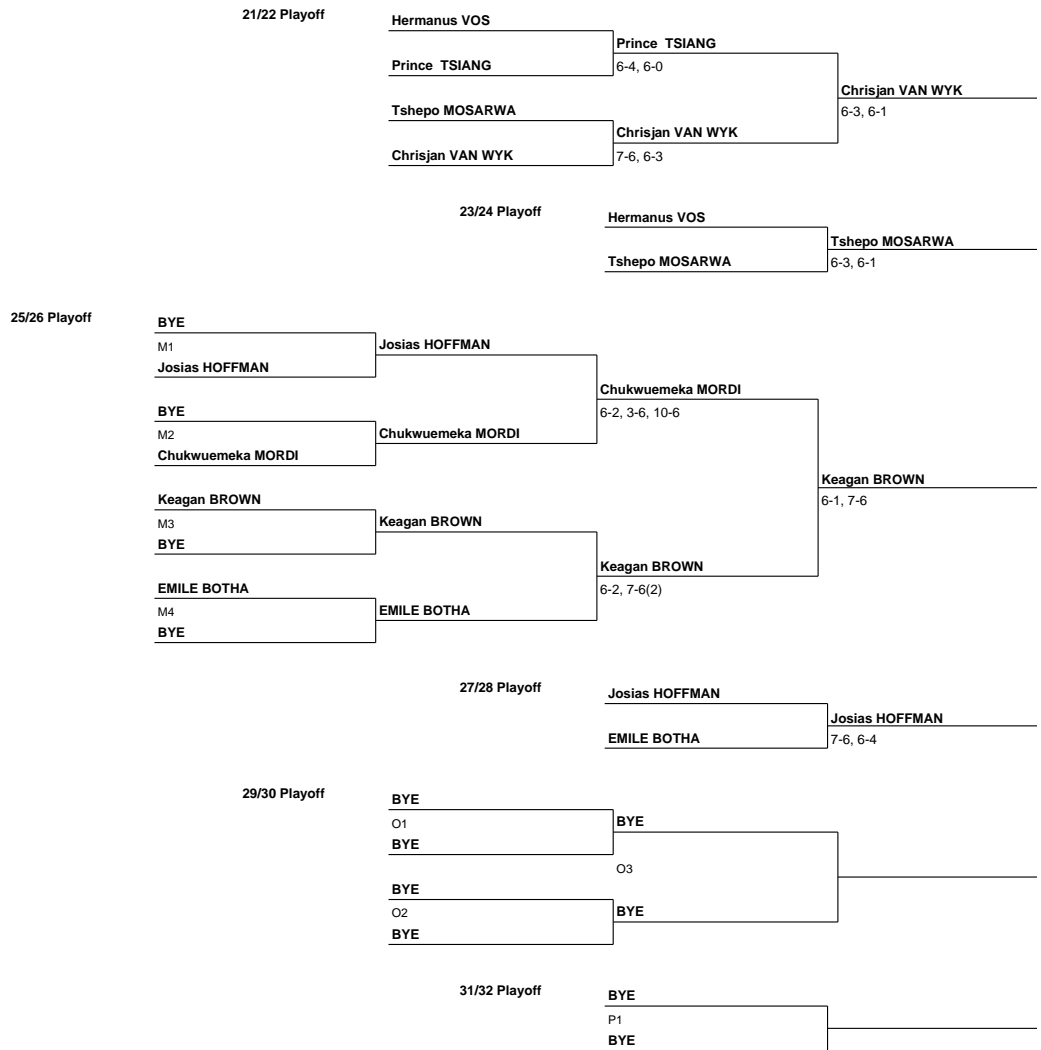 21/22 Playoff
Hermanus VOS
Prince TSIANG
Prince TSIANG
6-4, 6-0
Chrisjan VAN WYK
6-3, 6-1
Tshepo MOSARWA
Chrisjan VAN WYK
Chrisjan VAN WYK
7-6, 6-3
23/24 Playoff
Hermanus VOS
Tshepo MOSARWA
Tshepo MOSARWA
6-3, 6-1
25/26 Playoff
BYE
M1
Josias HOFFMAN
Josias HOFFMAN
Chukwuemeka MORDI
6-2, 3-6, 10-6
BYE
M2
Chukwuemeka MORDI
Chukwuemeka MORDI
Keagan BROWN
6-1, 7-6
Keagan BROWN
M3
Keagan BROWN
BYE
Keagan BROWN
6-2, 7-6(2)
EMILE BOTHA
M4
EMILE BOTHA
BYE
27/28 Playoff
Josias HOFFMAN
Josias HOFFMAN
EMILE BOTHA
7-6, 6-4
29/30 Playoff
BYE
O1
BYE
BYE
O3
BYE
O2
BYE
BYE
31/32 Playoff
BYE
P1
BYE